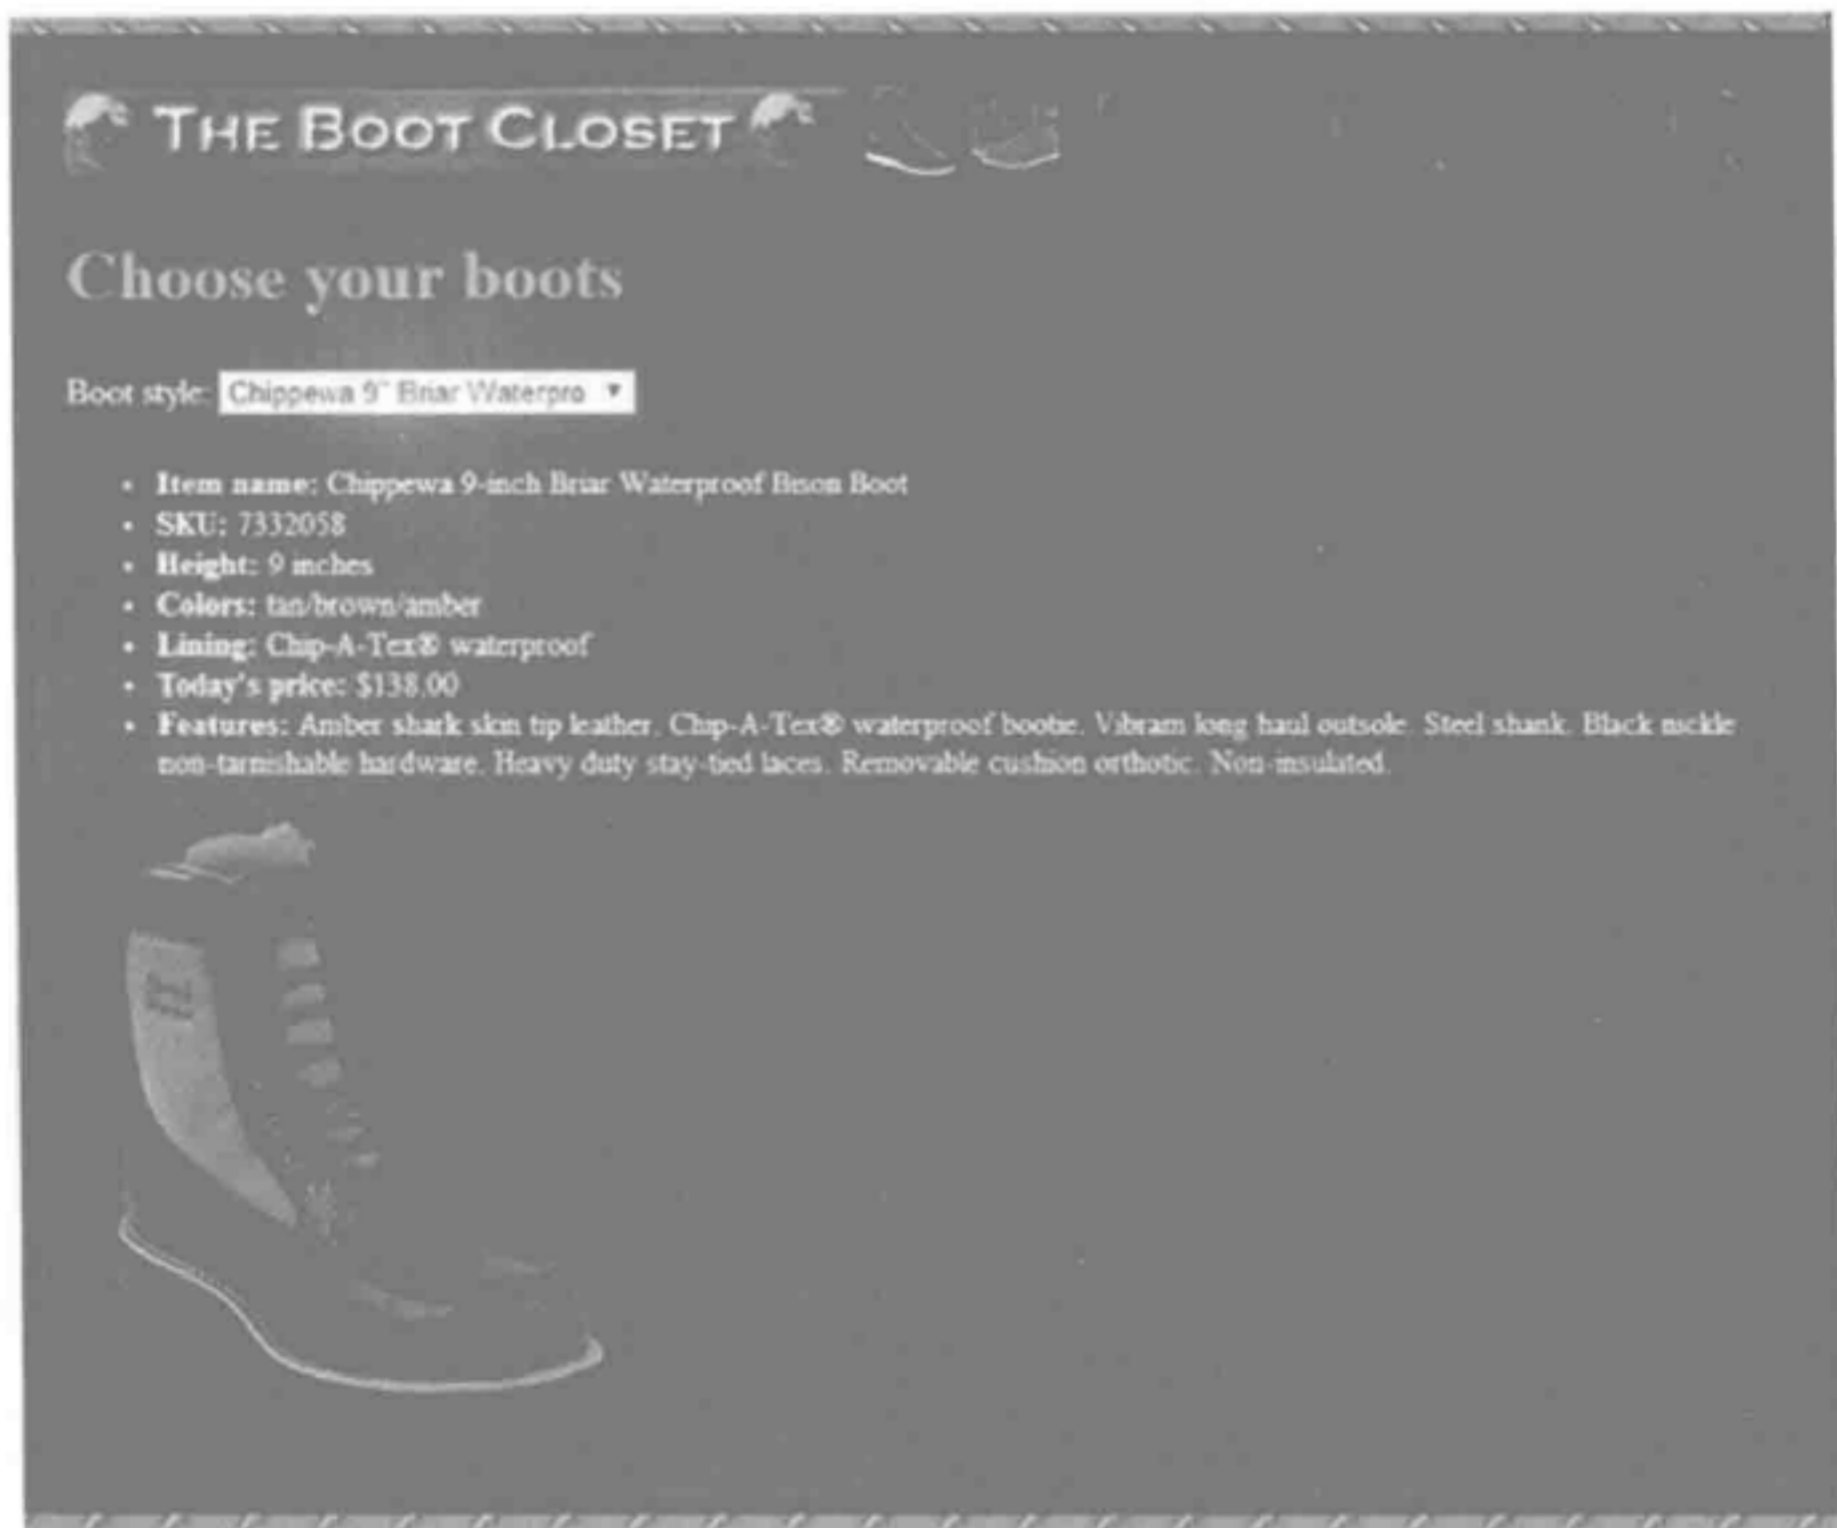 THE BOOT CLOSET
Choose your boots
Boot style: Chippewa 9" Briar Waterpro
• Item name: Chippewa 9-inch Briar Waterproof Bison Boot
• SKU: 7332058
• Height: 9 inches
• Colors: tan/brown/amber
• Lining: Chip-A-Tex® waterproof
• Today's price: $138.00
• Features: Amber shark skin tip leather. Chip-A-Tex® waterproof bootie. Vibram long haul outsole. Steel shank. Black nickle
non-tarnishable hardware. Heavy duty stay-tied laces. Removable cushion orthotic. Non-insulated.